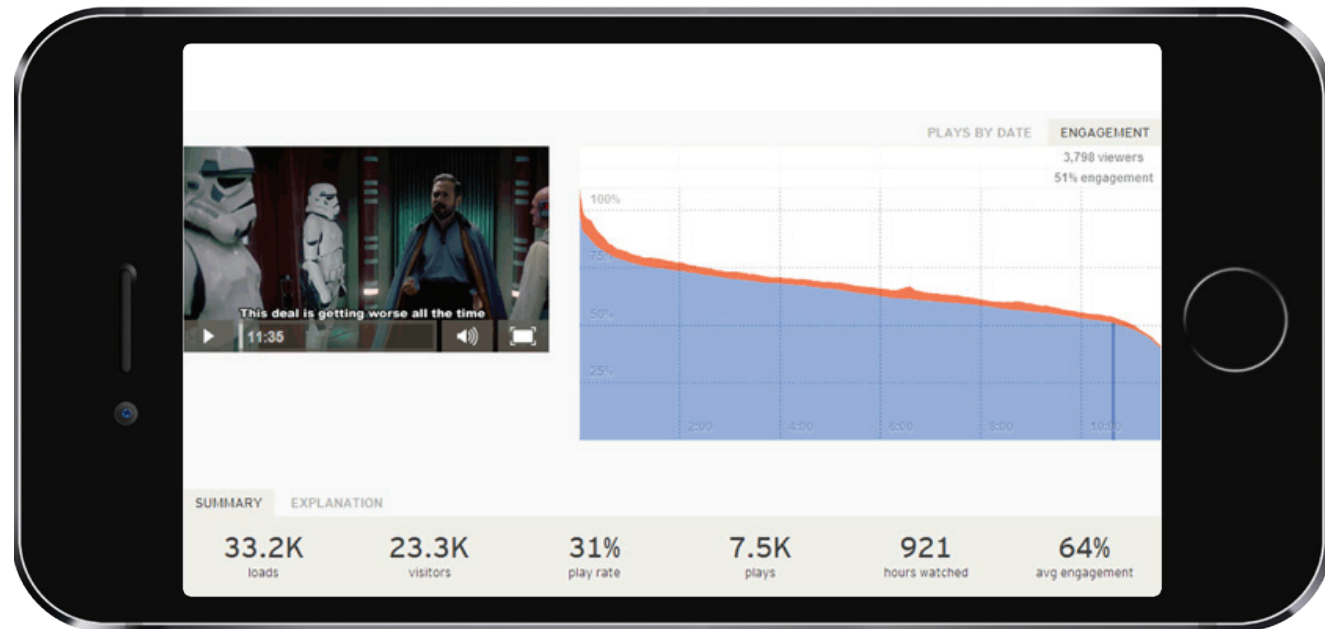 PLAYS BY DATE ENGAGEMENT
3,798 viewers
51% engagement
100%
75%
50%
25%
2:00 4:00 6:00 8:00 10:00
This deal is getting worse all the time
11:35
SUMMARY EXPLANATION
33.2K 23.3K 31% 7.5K 921 64%
loads visitors play rate plays hours watched avg engagement